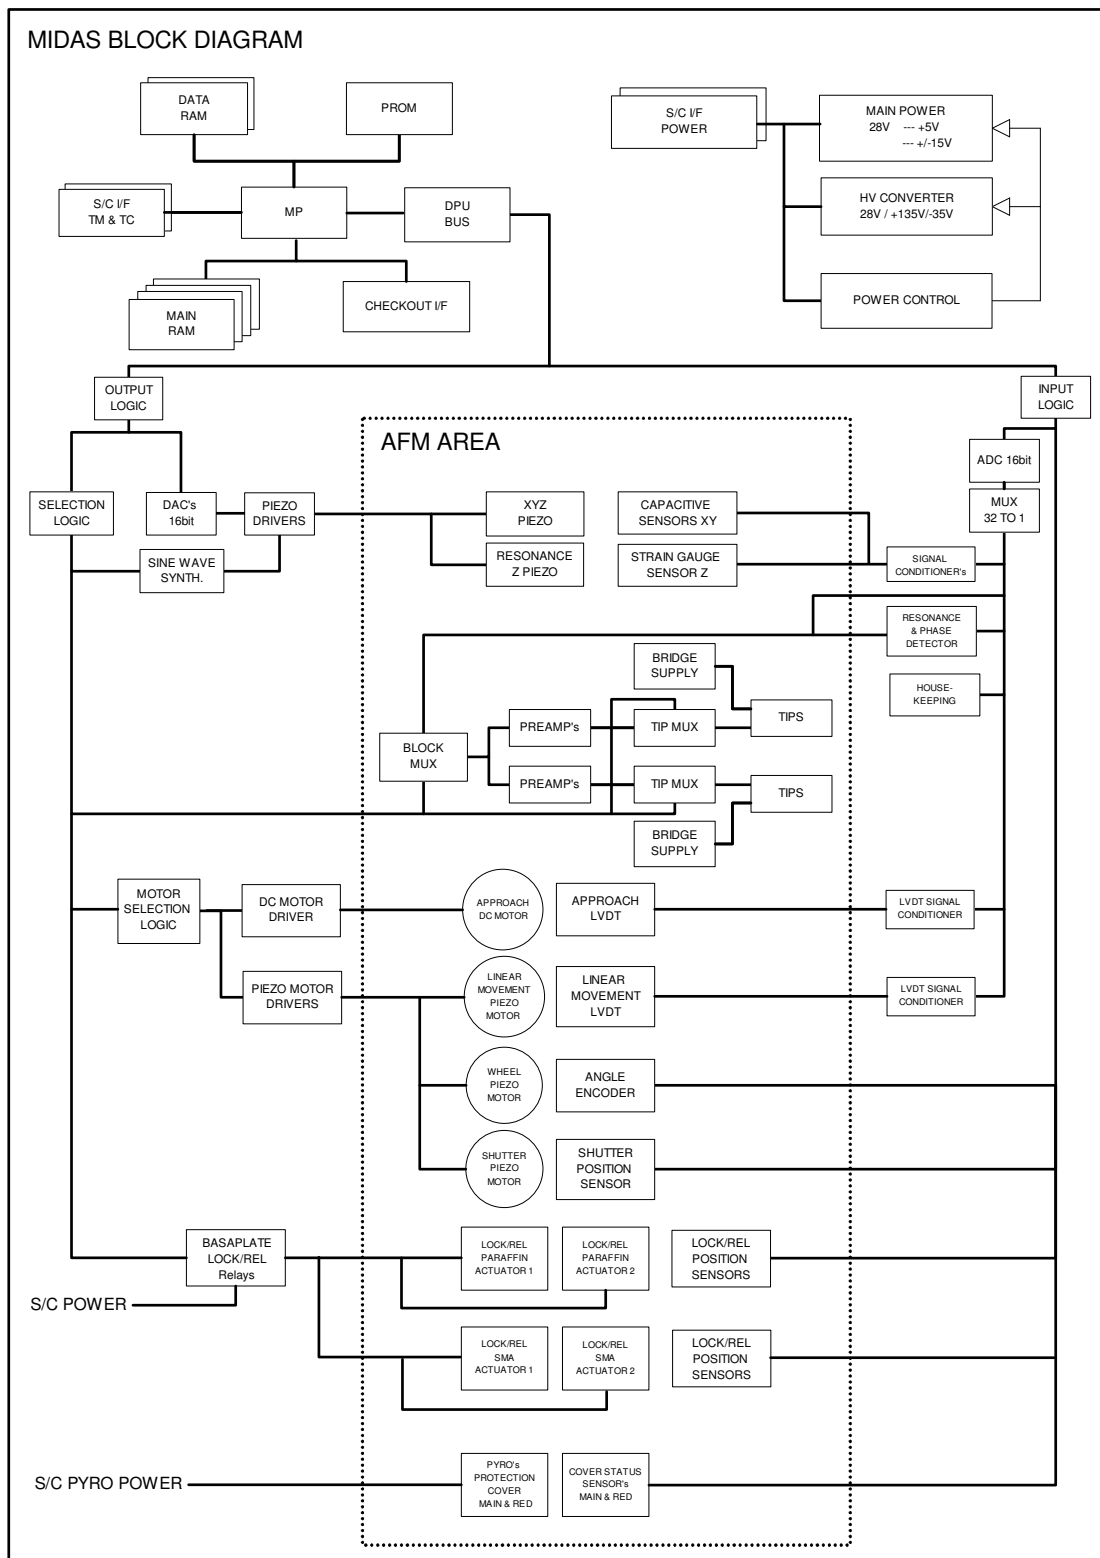 MIDAS BLOCK DIAGRAM
DATA
RAM
PROM
S/C I/F
POWER
MAIN POWER
28V --- +5V
--- +/-15V
S/C I/F
TM & TC
MP
DPU
BUS
HV CONVERTER
28V / +135V/-35V
MAIN
RAM
CHECKOUT I/F
POWER CONTROL
OUTPUT
LOGIC
INPUT
LOGIC
AFM AREA
ADC 16bit
SELECTION
LOGIC
DAC's
16bit
PIEZO
DRIVERS
XYZ
PIEZO
CAPACITIVE
SENSORS XY
MUX
32 TO 1
SINE WAVE
SYNTH.
RESONANCE
Z PIEZO
STRAIN GAUGE
SENSOR Z
SIGNAL
CONDITIONER's
RESONANCE
& PHASE
DETECTOR
BRIDGE
SUPPLY
HOUSE-
KEEPING
PREAMP's
TIP MUX
TIPS
BLOCK
MUX
PREAMP's
TIP MUX
TIPS
BRIDGE
SUPPLY
MOTOR
SELECTION
LOGIC
DC MOTOR
DRIVER
APPROACH
DC MOTOR
APPROACH
LVDT
LVDT SIGNAL
CONDITIONER
PIEZO MOTOR
DRIVERS
LINEAR
MOVEMENT
PIEZO
MOTOR
LINEAR
MOVEMENT
LVDT
LVDT SIGNAL
CONDITIONER
WHEEL
PIEZO
MOTOR
ANGLE
ENCODER
SHUTTER
PIEZO
MOTOR
SHUTTER
POSITION
SENSOR
BASAPLATE
LOCK/REL
Relays
LOCK/REL
PARAFFIN
ACTUATOR 1
LOCK/REL
PARAFFIN
ACTUATOR 2
LOCK/REL
POSITION
SENSORS
S/C POWER
LOCK/REL
SMA
ACTUATOR 1
LOCK/REL
SMA
ACTUATOR 2
LOCK/REL
POSITION
SENSORS
S/C PYRO POWER
PYRO's
PROTECTION
COVER
MAIN & RED
COVER STATUS
SENSOR's
MAIN & RED